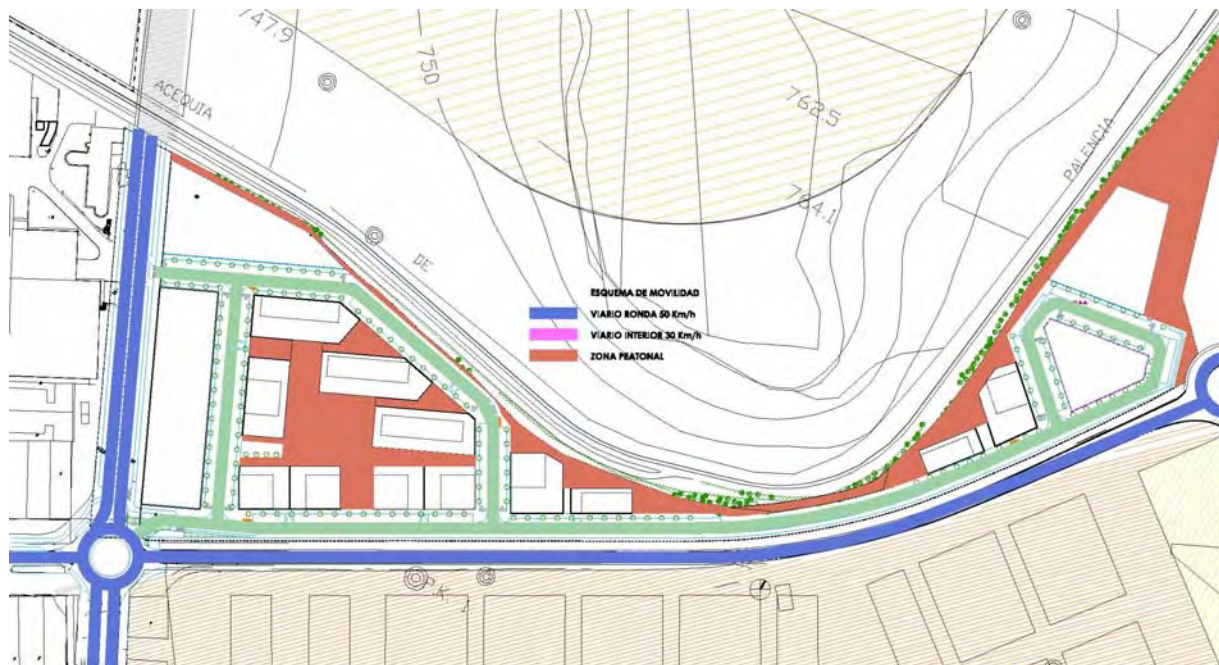 747.9
750
762.5
764.1
ACEQUIA
DE
PALENCIA
ESQUEMA DE MOVILIDAD
VIARIO RONDA 50 Km/h
VIARIO INTERIOR 30 Km/h
ZONA PEATONAL
P.K. 1